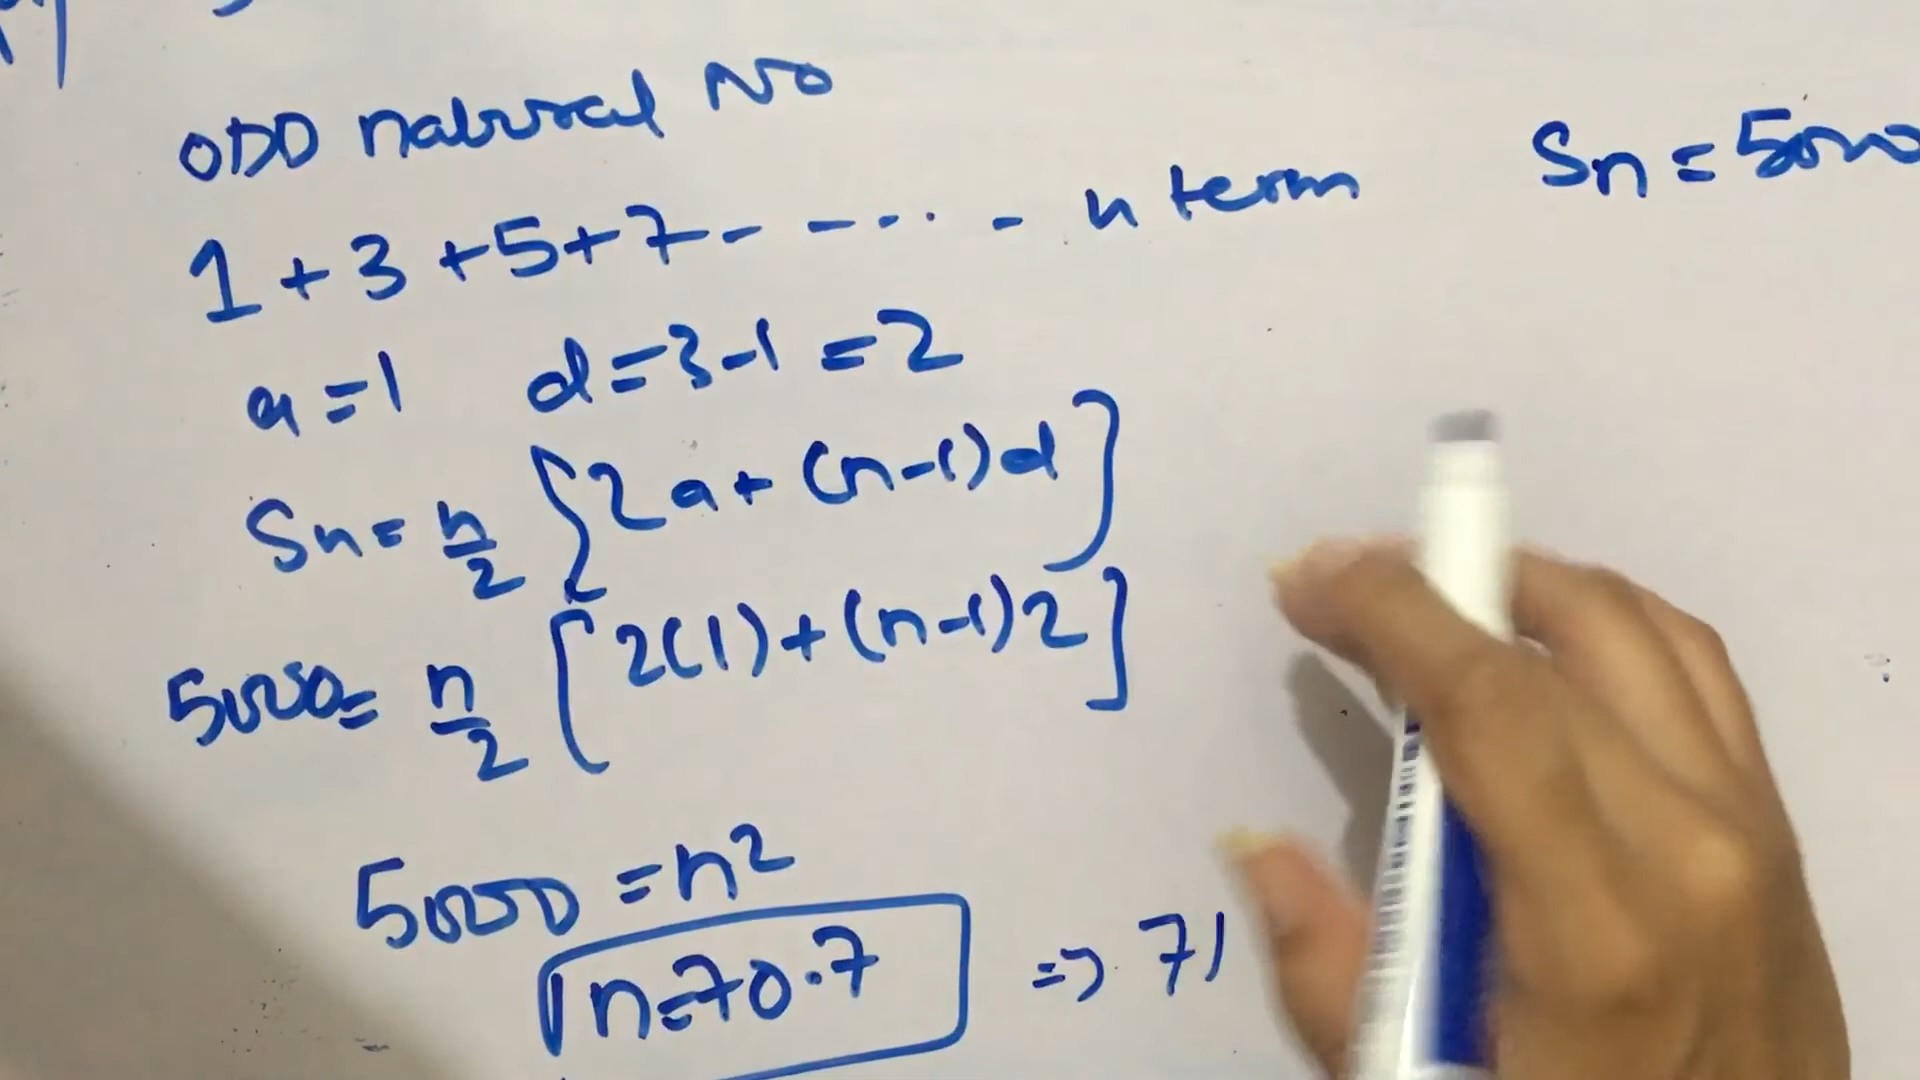 ODD natural No
1 + 3 + 5 + 7 - - - ... - n term
Sn = 5000
a = 1 d = 3 - 1 = 2
Sn = n/2 [2a + (n-1)d]
5000 = n/2 [2(1) + (n-1)2]
5000 = n²
n = 70.7 => 71